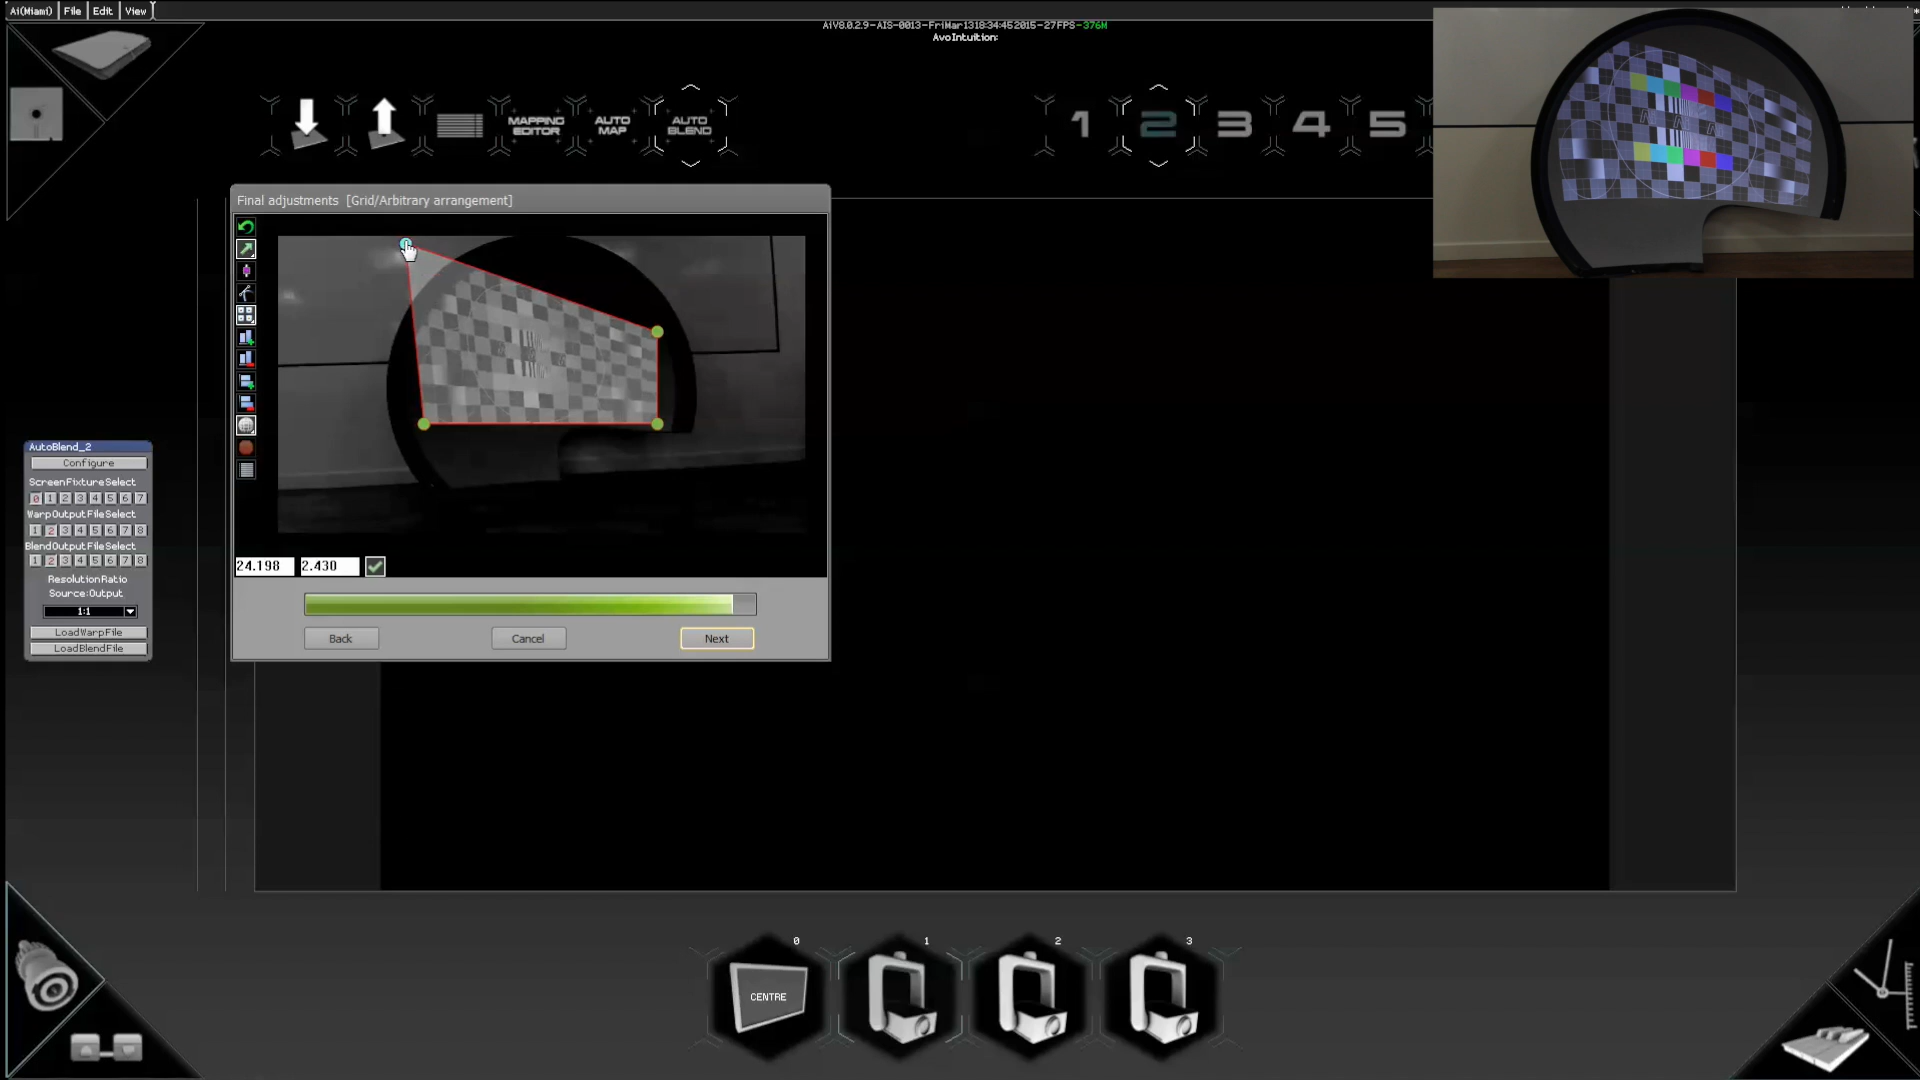 Ai(Miami) File Edit View
AiV8.0.2.9-AIS-0013-FriMar1318:34:452015-27FPS-376M
AvoIntuition:
MAPPING EDITOR AUTO MAP AUTO BLEND 1 2 3 4 5
Final adjustments [Grid/Arbitrary arrangement]
24.198 2.430
Back Cancel Next
AutoBlend_2
Configure
ScreenFixtureSelect
0 1 2 3 4 5 6 7
WarpOutputFileSelect
1 2 3 4 5 6 7 8
BlendOutputFileSelect
1 2 3 4 5 6 7 8
ResolutionRatio
Source:Output
1:1
LoadWarpFile
LoadBlendFile
0 1 2 3
CENTRE